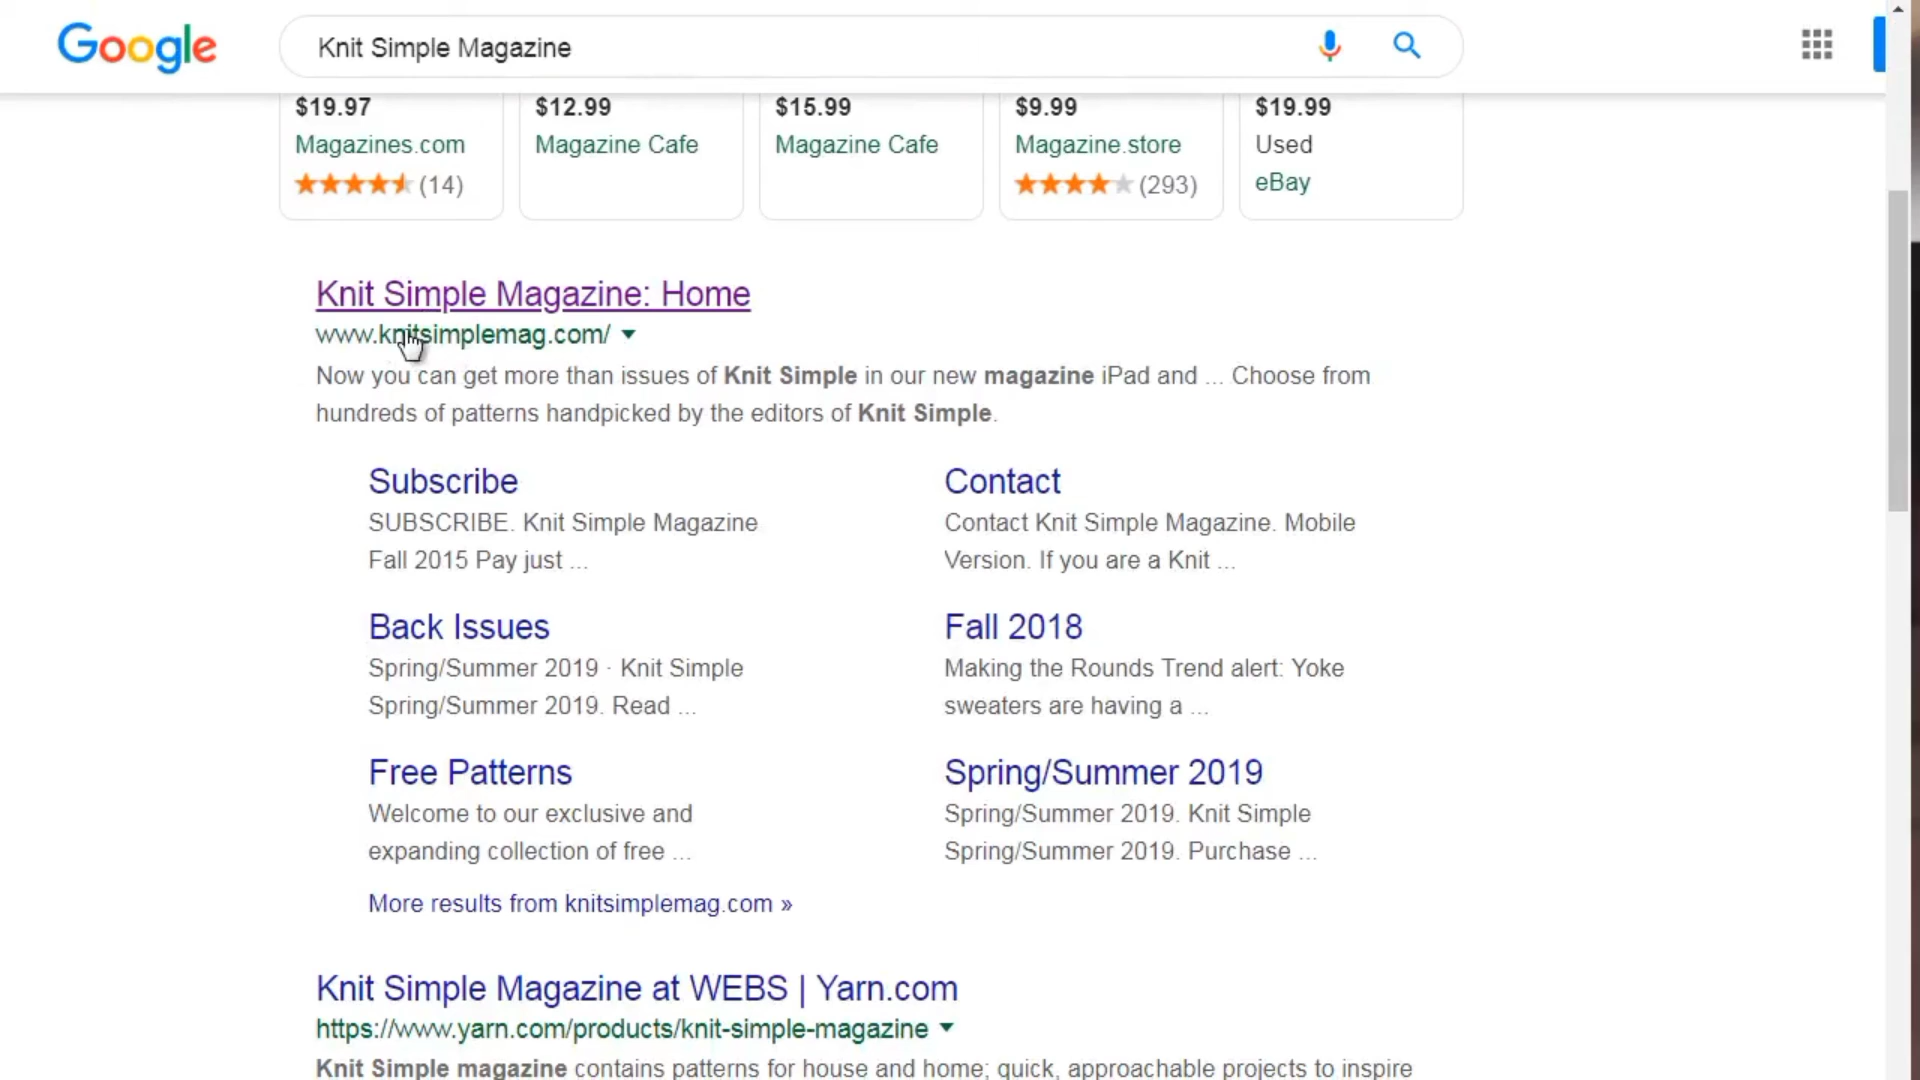 Google
Knit Simple Magazine
$19.97
Magazines.com
(14)
$12.99
Magazine Cafe
$15.99
Magazine Cafe
$9.99
Magazine.store
(293)
$19.99
Used
eBay
Knit Simple Magazine: Home
www.knitsimplemag.com/
Now you can get more than issues of Knit Simple in our new magazine iPad and ... Choose from
hundreds of patterns handpicked by the editors of Knit Simple.
Subscribe
SUBSCRIBE. Knit Simple Magazine
Fall 2015 Pay just ...
Contact
Contact Knit Simple Magazine. Mobile
Version. If you are a Knit ...
Back Issues
Spring/Summer 2019 · Knit Simple
Spring/Summer 2019. Read ...
Fall 2018
Making the Rounds Trend alert: Yoke
sweaters are having a ...
Free Patterns
Welcome to our exclusive and
expanding collection of free ...
Spring/Summer 2019
Spring/Summer 2019. Knit Simple
Spring/Summer 2019. Purchase ...
More results from knitsimplemag.com »
Knit Simple Magazine at WEBS | Yarn.com
https://www.yarn.com/products/knit-simple-magazine
Knit Simple magazine contains patterns for house and home; quick, approachable projects to inspire